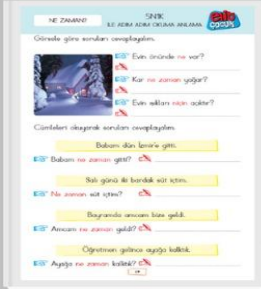 NE ZAMAN?
5N1K
İLE ADIM ADIM OKUMA ANLAMA
Görsele göre soruları cevaplayalım.
Evin önünde ne var?
Kar ne zaman yağar?
Evin ışıkları niçin açıktır?
Cümleleri okuyarak soruları cevaplayalım.
Babam dün İzmir'e gitti.
Babam ne zaman gitti?
Salı günü iki bardak süt içtim.
Ne zaman süt içtim?
Bayramda amcam bize geldi.
Amcam ne zaman geldi?
Öğretmen gelince ayağa kalktık.
Ayağa ne zaman kalktık?